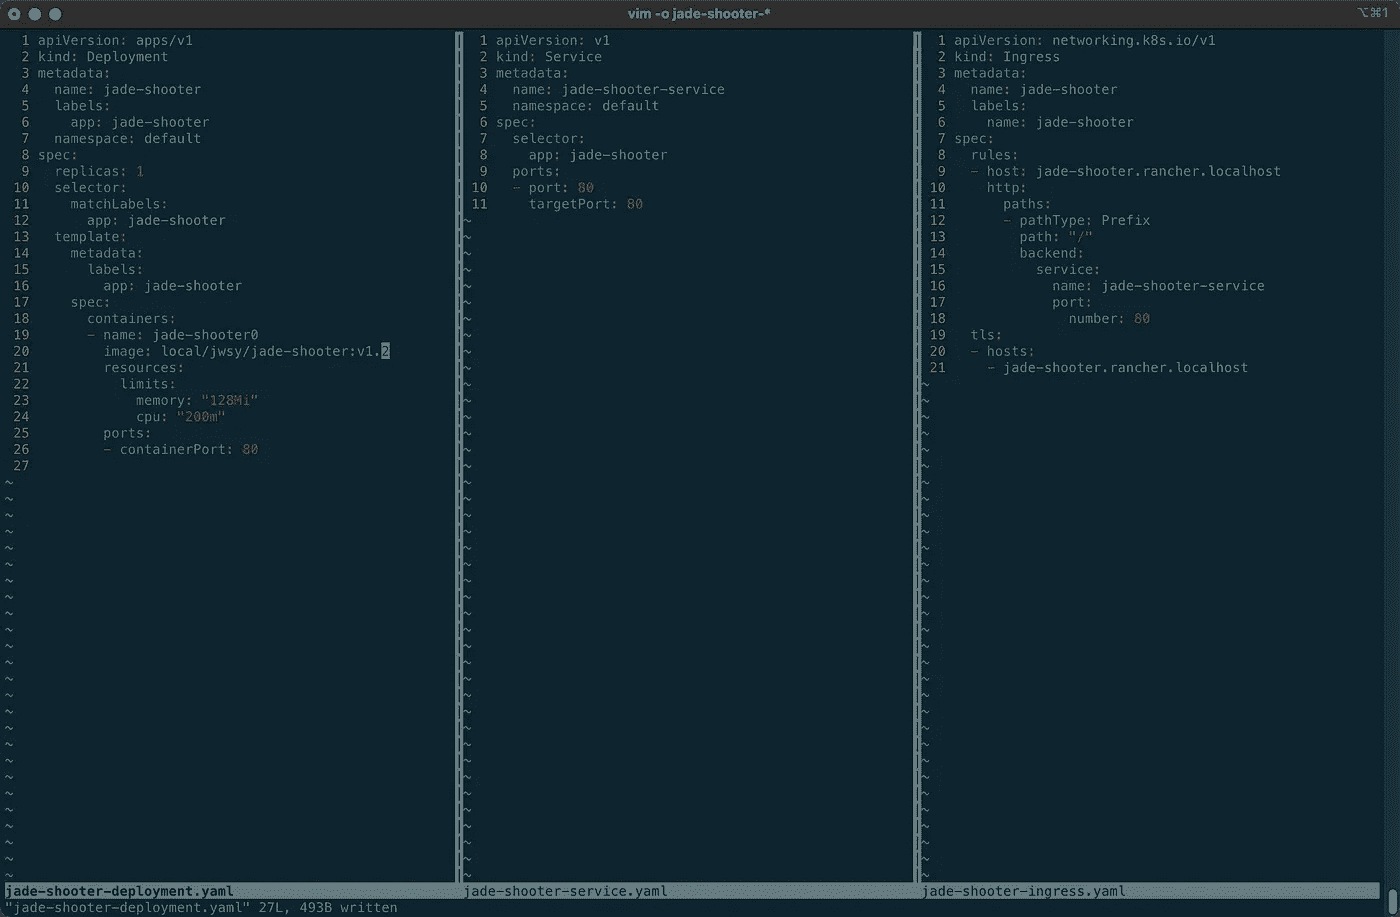 vim -o jade-shooter-*
⌥⌘1
1 apiVersion: apps/v1
2 kind: Deployment
3 metadata:
4   name: jade-shooter
5   labels:
6     app: jade-shooter
7   namespace: default
8 spec:
9   replicas: 1
10   selector:
11     matchLabels:
12       app: jade-shooter
13   template:
14     metadata:
15       labels:
16         app: jade-shooter
17     spec:
18       containers:
19       - name: jade-shooter0
20         image: local/jwsy/jade-shooter:v1.2
21         resources:
22           limits:
23             memory: "128Mi"
24             cpu: "200m"
25         ports:
26         - containerPort: 80
27
jade-shooter-deployment.yaml
1 apiVersion: v1
2 kind: Service
3 metadata:
4   name: jade-shooter-service
5   namespace: default
6 spec:
7   selector:
8     app: jade-shooter
9   ports:
10   - port: 80
11     targetPort: 80
jade-shooter-service.yaml
1 apiVersion: networking.k8s.io/v1
2 kind: Ingress
3 metadata:
4   name: jade-shooter
5   labels:
6     name: jade-shooter
7 spec:
8   rules:
9   - host: jade-shooter.rancher.localhost
10     http:
11       paths:
12       - pathType: Prefix
13         path: "/"
14         backend:
15           service:
16             name: jade-shooter-service
17             port:
18               number: 80
19   tls:
20   - hosts:
21     - jade-shooter.rancher.localhost
jade-shooter-ingress.yaml
"jade-shooter-deployment.yaml" 27L, 493B written